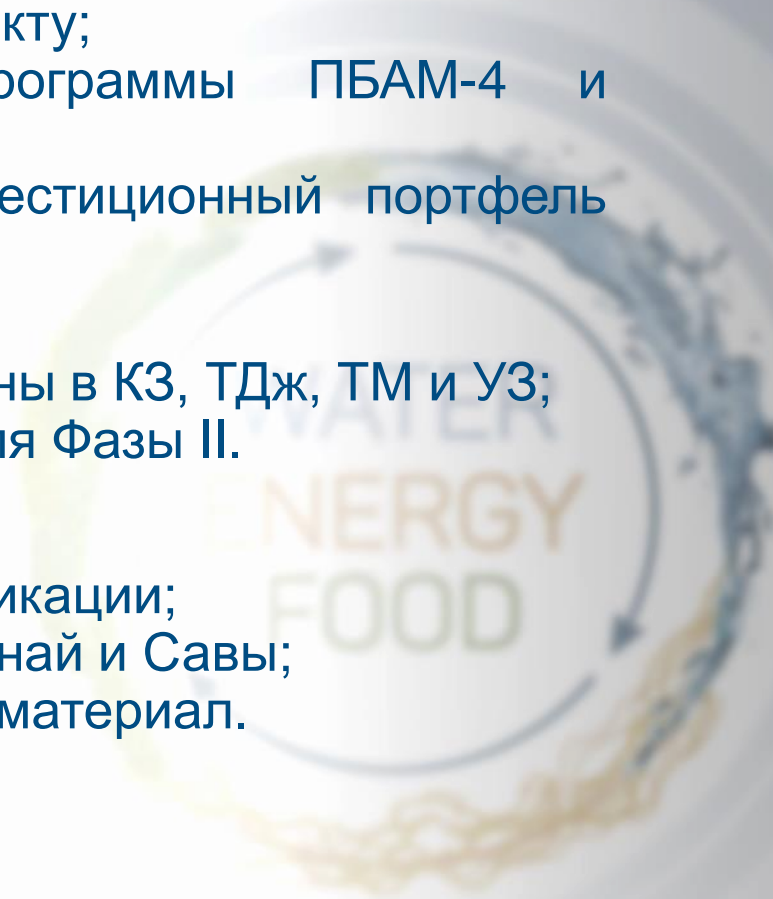 кту;
рограммы ПБАМ-4 и
естиционный портфель
ны в КЗ, ТДж, ТМ и УЗ;
ия Фазы II.
WATER
ENERGY
FOOD
икации;
най и Савы;
материал.